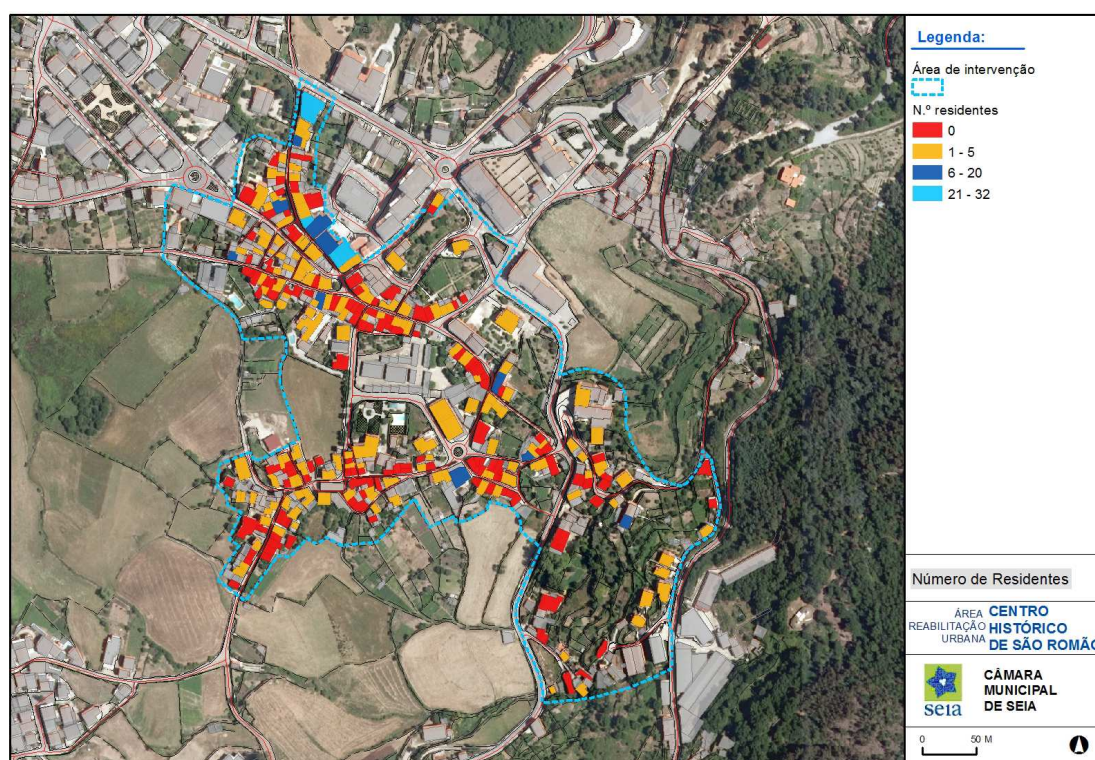 Legenda:
Área de intervenção
N.º residentes
0
1 - 5
6 - 20
21 - 32
Número de Residentes
ÁREA
REABILITAÇÃO
URBANA
CENTRO
HISTÓRICO
DE SÃO ROMÃO
seia
CÂMARA
MUNICIPAL
DE SEIA
0 50 M